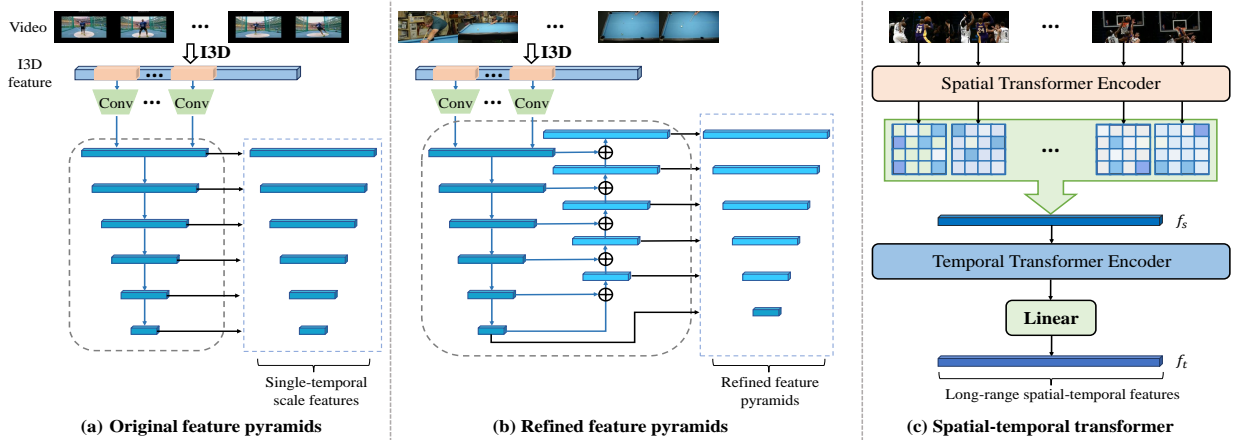 Video
...
I3D
I3D
feature
...
Conv
...
Conv
Single-temporal
scale features
(a) Original feature pyramids
...
I3D
...
Conv
...
Conv
Refined feature
pyramids
(b) Refined feature pyramids
...
Spatial Transformer Encoder
...
f_s
Temporal Transformer Encoder
Linear
f_t
Long-range spatial-temporal features
(c) Spatial-temporal transformer